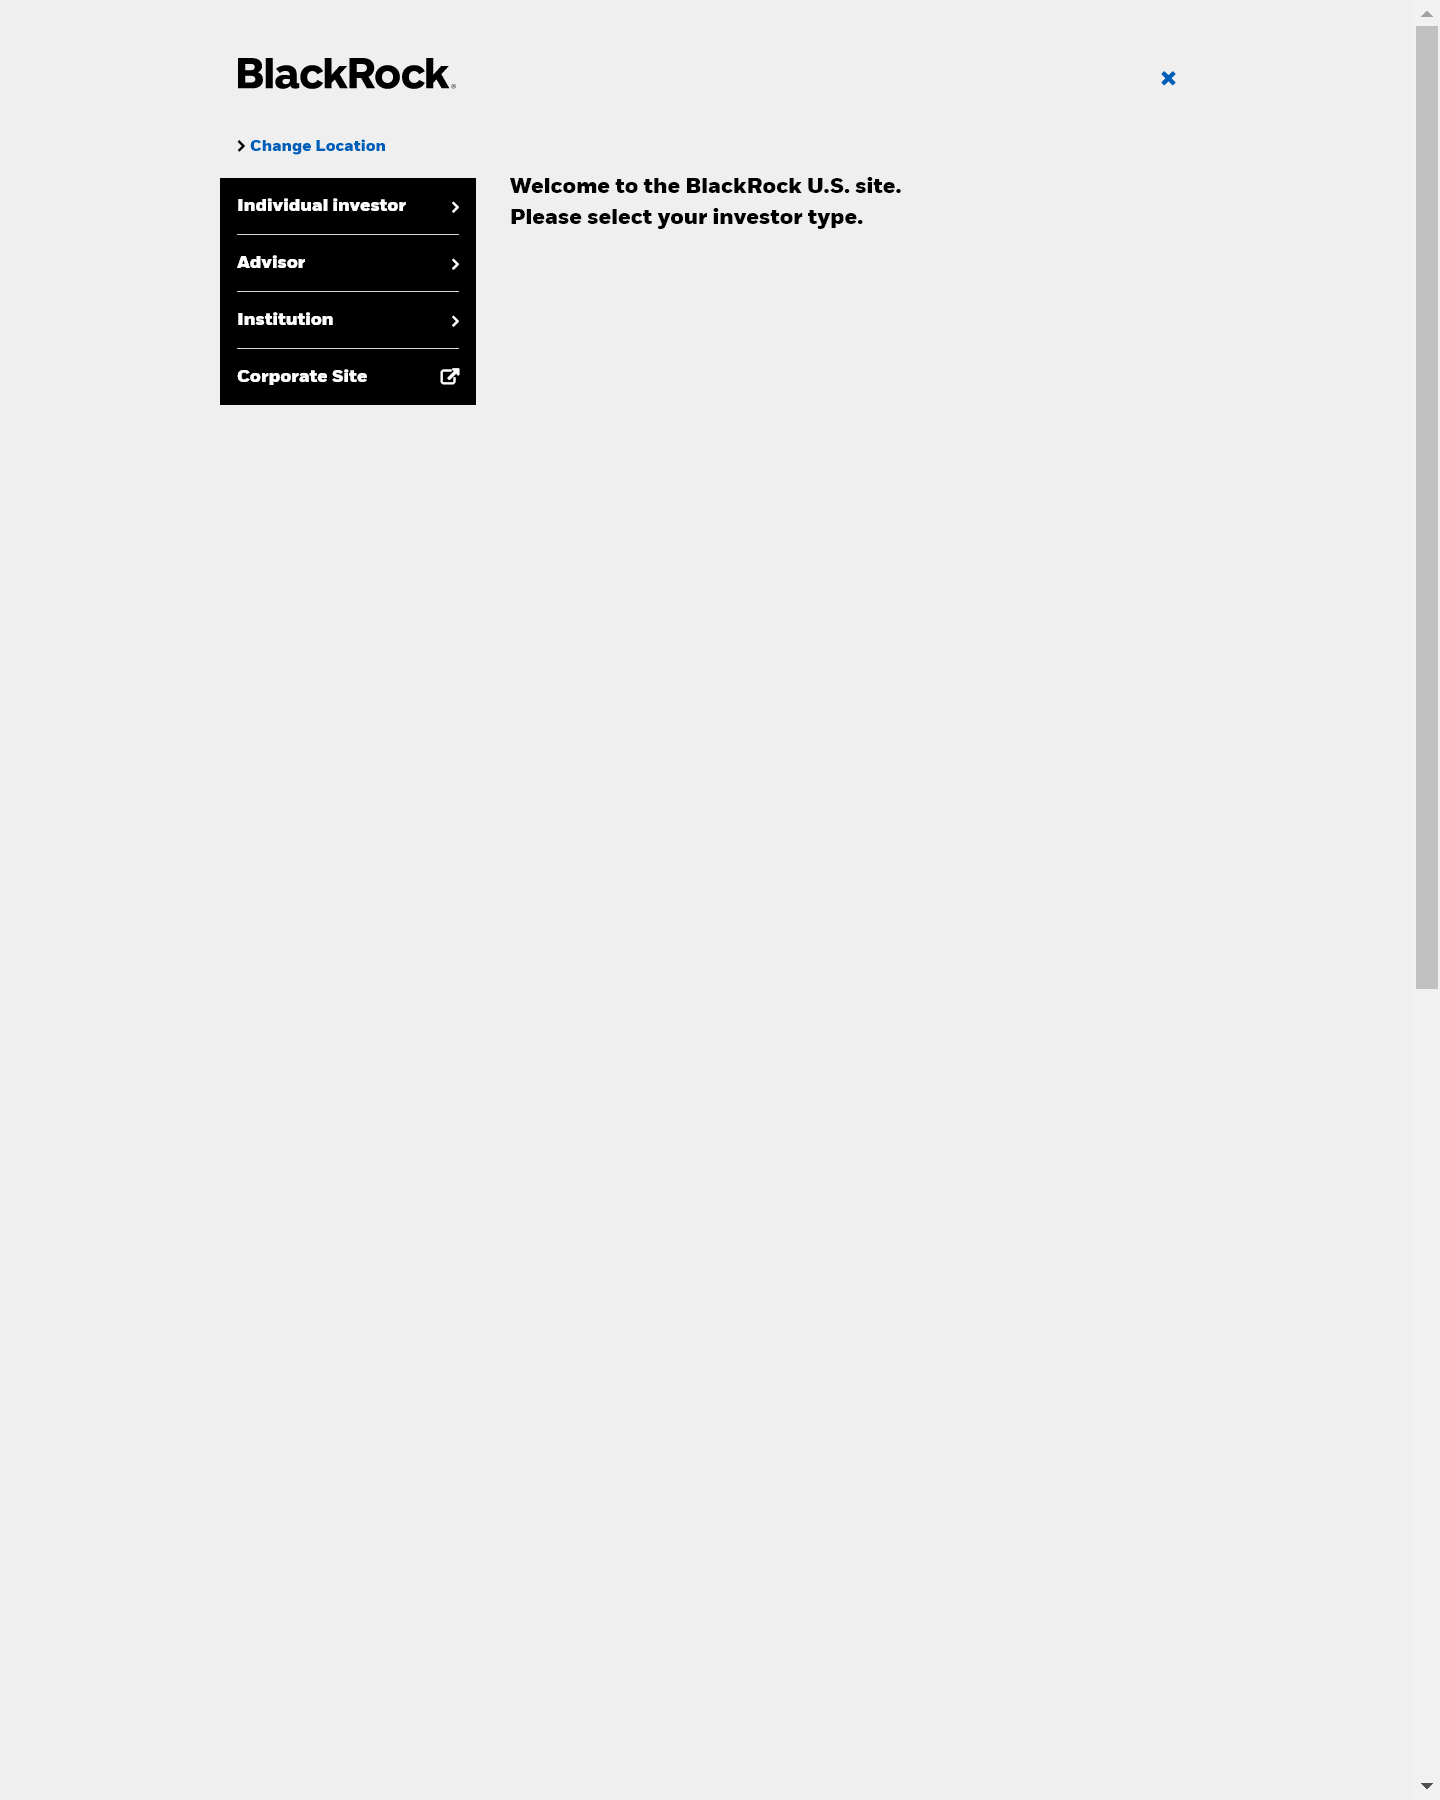 BlackRock®
Change Location
Individual investor
Advisor
Institution
Corporate Site
Welcome to the BlackRock U.S. site.
Please select your investor type.